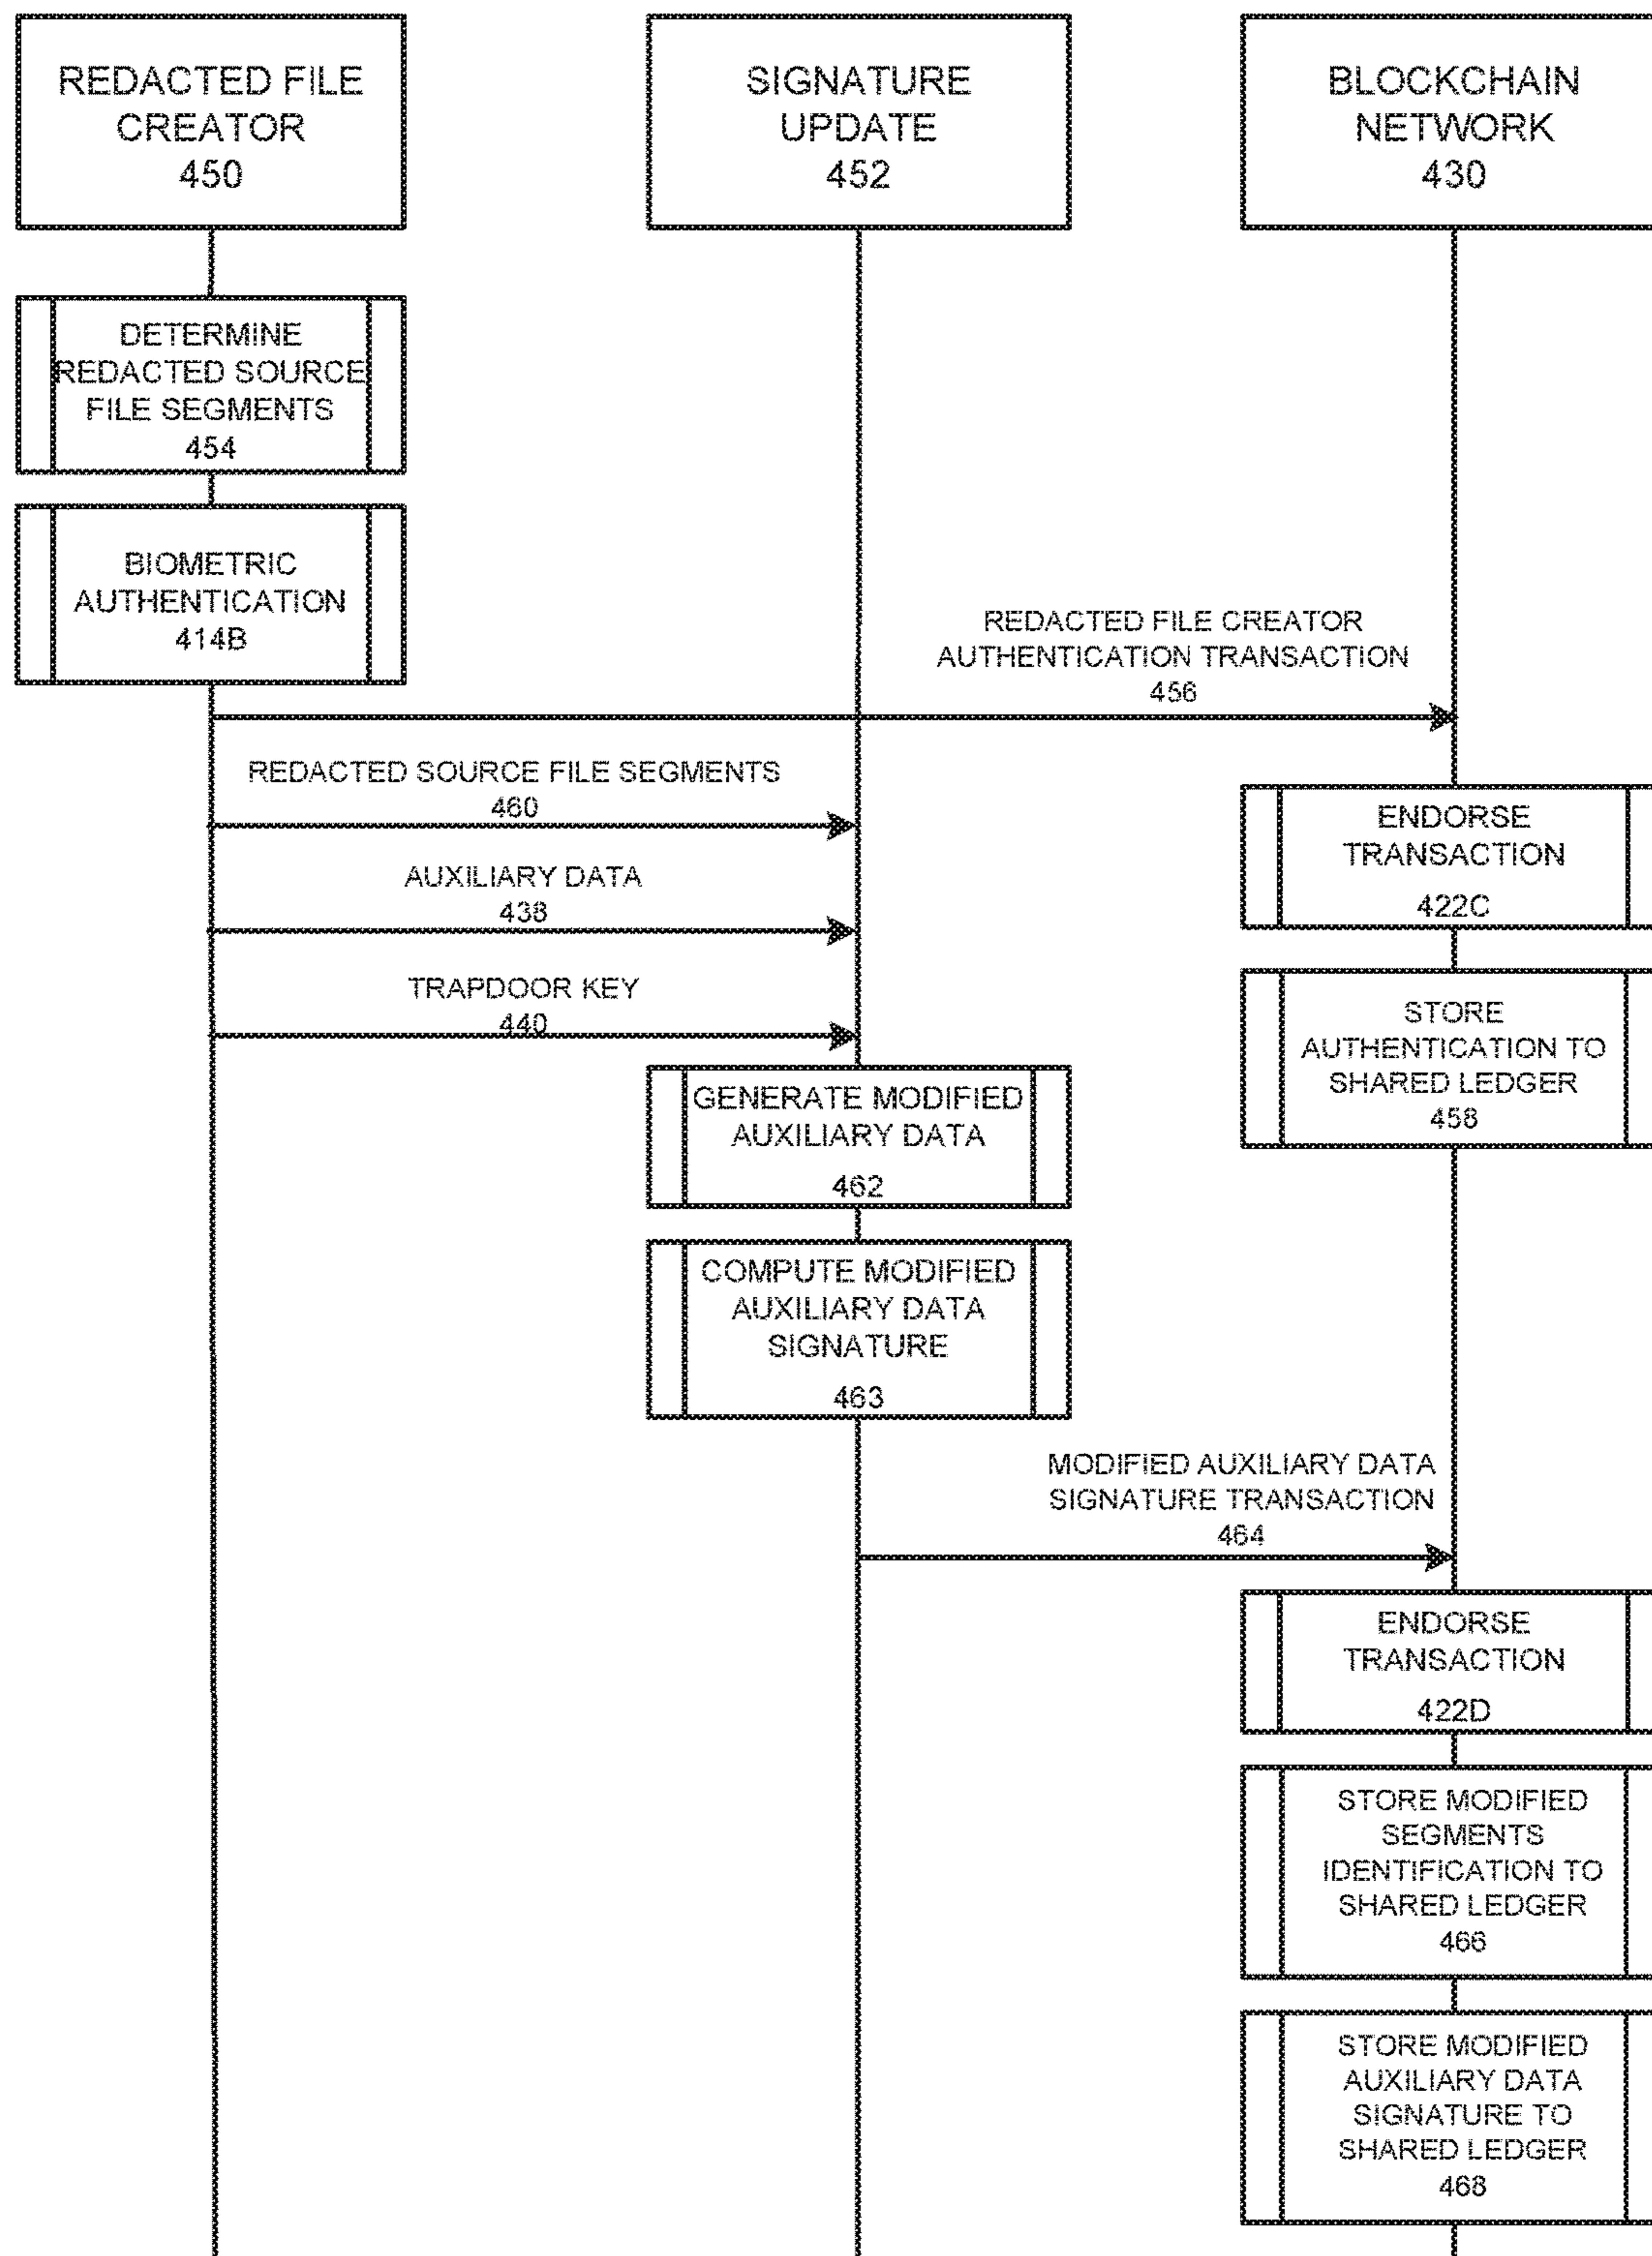 REDACTED FILE
CREATOR
450
SIGNATURE
UPDATE
452
BLOCKCHAIN
NETWORK
430
DETERMINE
REDACTED SOURCE
FILE SEGMENTS
454
BIOMETRIC
AUTHENTICATION
414B
REDACTED FILE CREATOR
AUTHENTICATION TRANSACTION
456
REDACTED SOURCE FILE SEGMENTS
460
ENDORSE
TRANSACTION
422C
AUXILIARY DATA
438
TRAPDOOR KEY
440
STORE
AUTHENTICATION TO
SHARED LEDGER
458
GENERATE MODIFIED
AUXILIARY DATA
462
COMPUTE MODIFIED
AUXILIARY DATA
SIGNATURE
463
MODIFIED AUXILIARY DATA
SIGNATURE TRANSACTION
464
ENDORSE
TRANSACTION
422D
STORE MODIFIED
SEGMENTS
IDENTIFICATION TO
SHARED LEDGER
466
STORE MODIFIED
AUXILIARY DATA
SIGNATURE TO
SHARED LEDGER
468